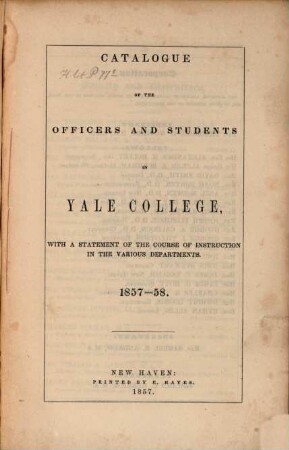 CATALOGUE
OF THE
OFFICERS AND STUDENTS
OF
YALE COLLEGE,
WITH A STATEMENT OF THE COURSE OF INSTRUCTION
IN THE VARIOUS DEPARTMENTS.
1857–58.
NEW HAVEN:
PRINTED BY E. HAYES.
1857.